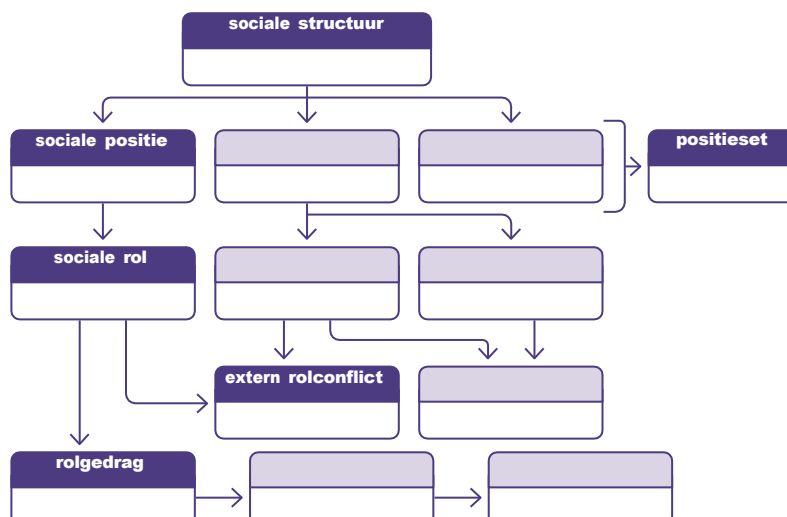 sociale structuur
sociale positie
positieset
sociale rol
extern rolconflict
rolgedrag